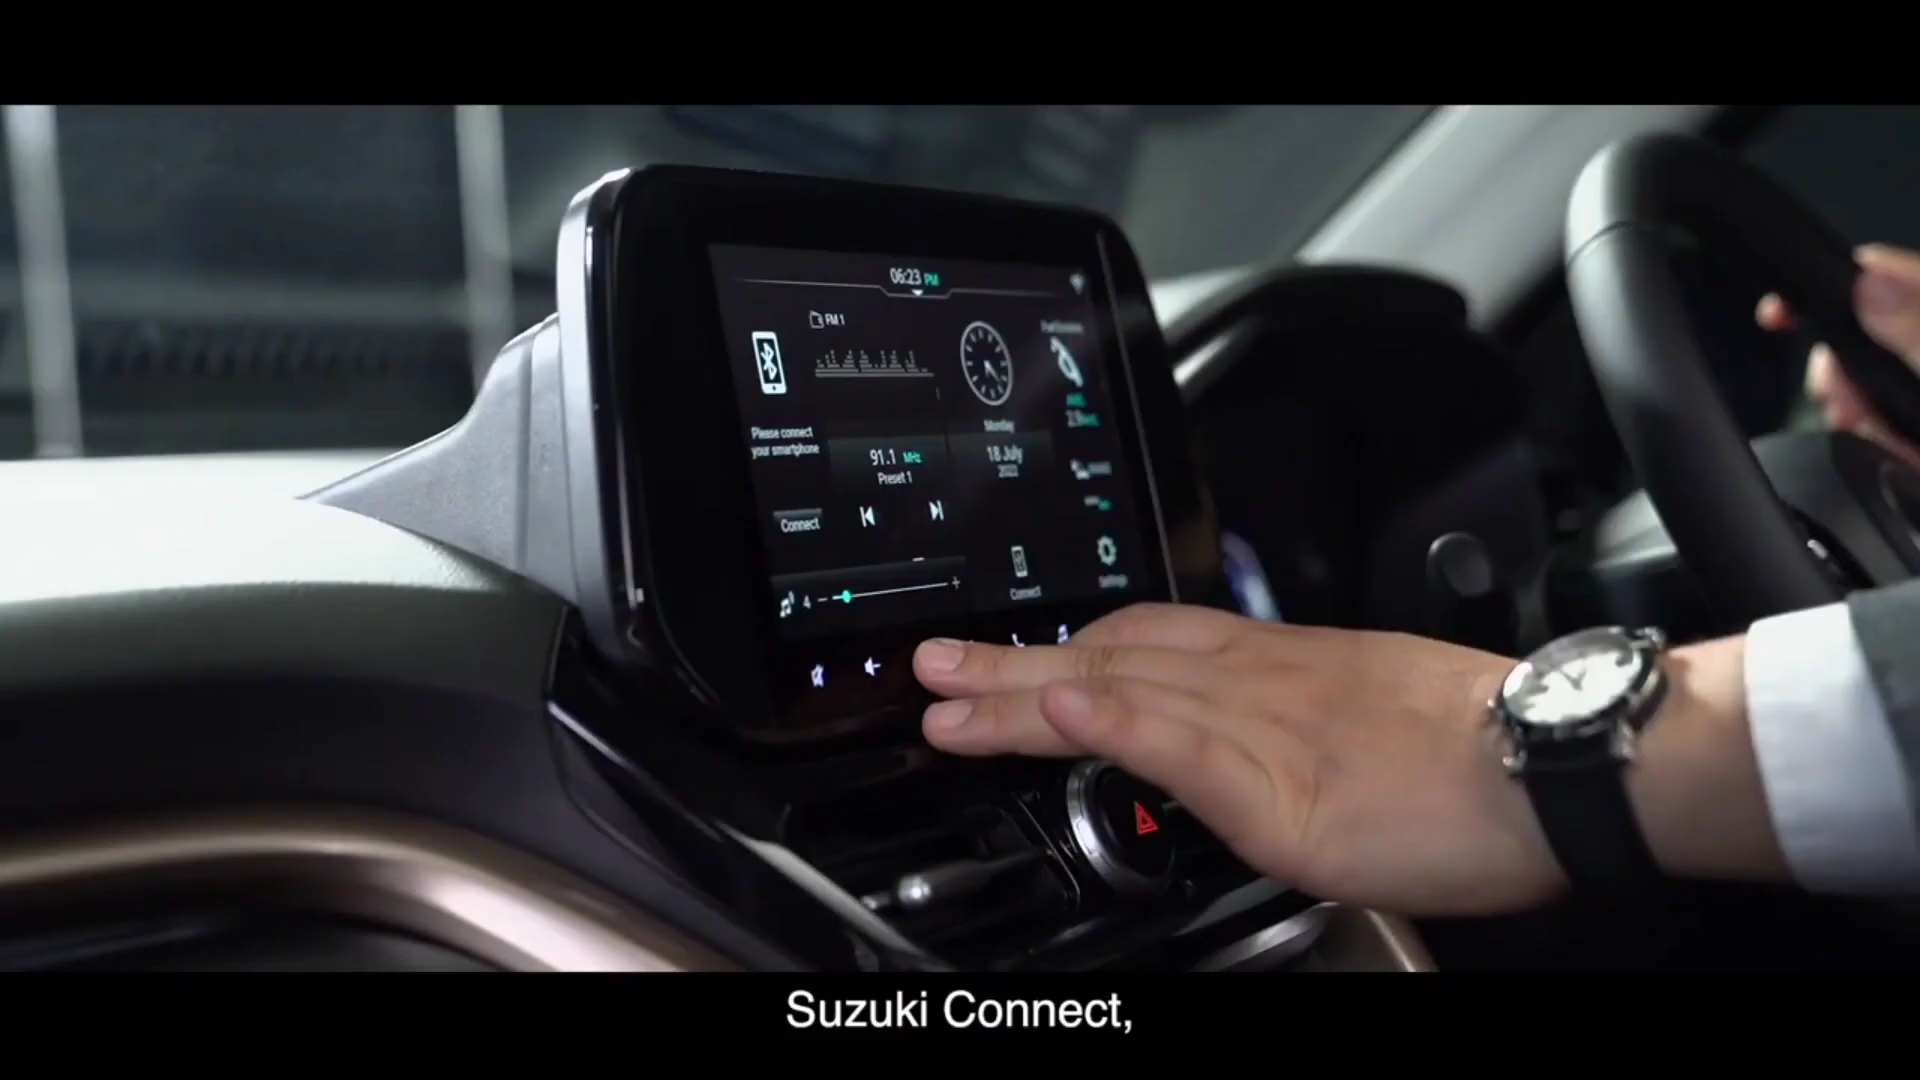 06:23 PM
FM 1
Please connect
your smartphone
Monday
91.1 MHz
Preset 1
18 July
2022
Connect
4
Connect
Settings
Suzuki Connect,